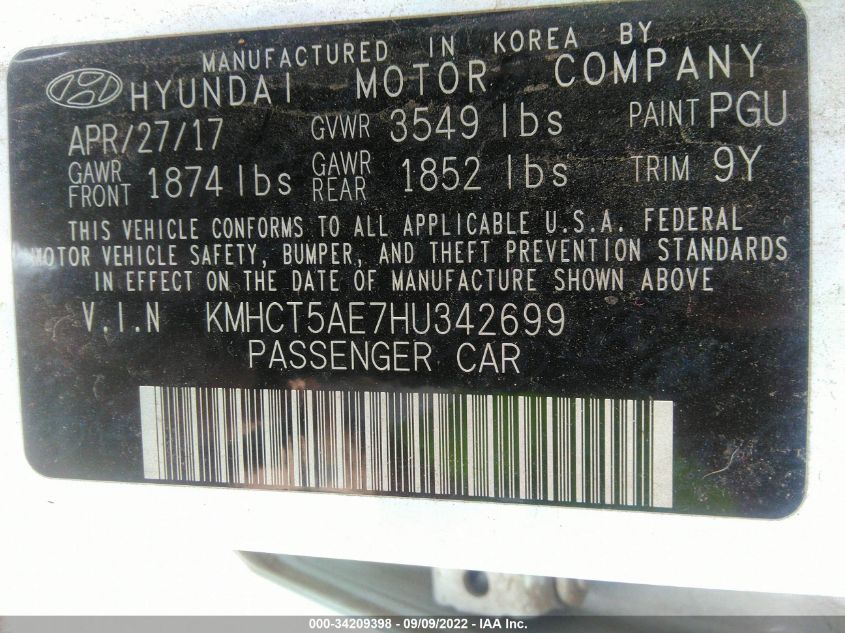 MANUFACTURED IN KOREA BY
HYUNDAI MOTOR COMPANY
APR/27/17 GVWR 3549 lbs PAINT PGU
GAWR FRONT 1874 lbs GAWR REAR 1852 lbs TRIM 9Y
THIS VEHICLE CONFORMS TO ALL APPLICABLE U.S.A. FEDERAL
MOTOR VEHICLE SAFETY, BUMPER, AND THEFT PREVENTION STANDARDS
IN EFFECT ON THE DATE OF MANUFACTURE SHOWN ABOVE
V.I.N KMHCT5AE7HU342699
PASSENGER CAR
000-34209398 - 09/09/2022 -